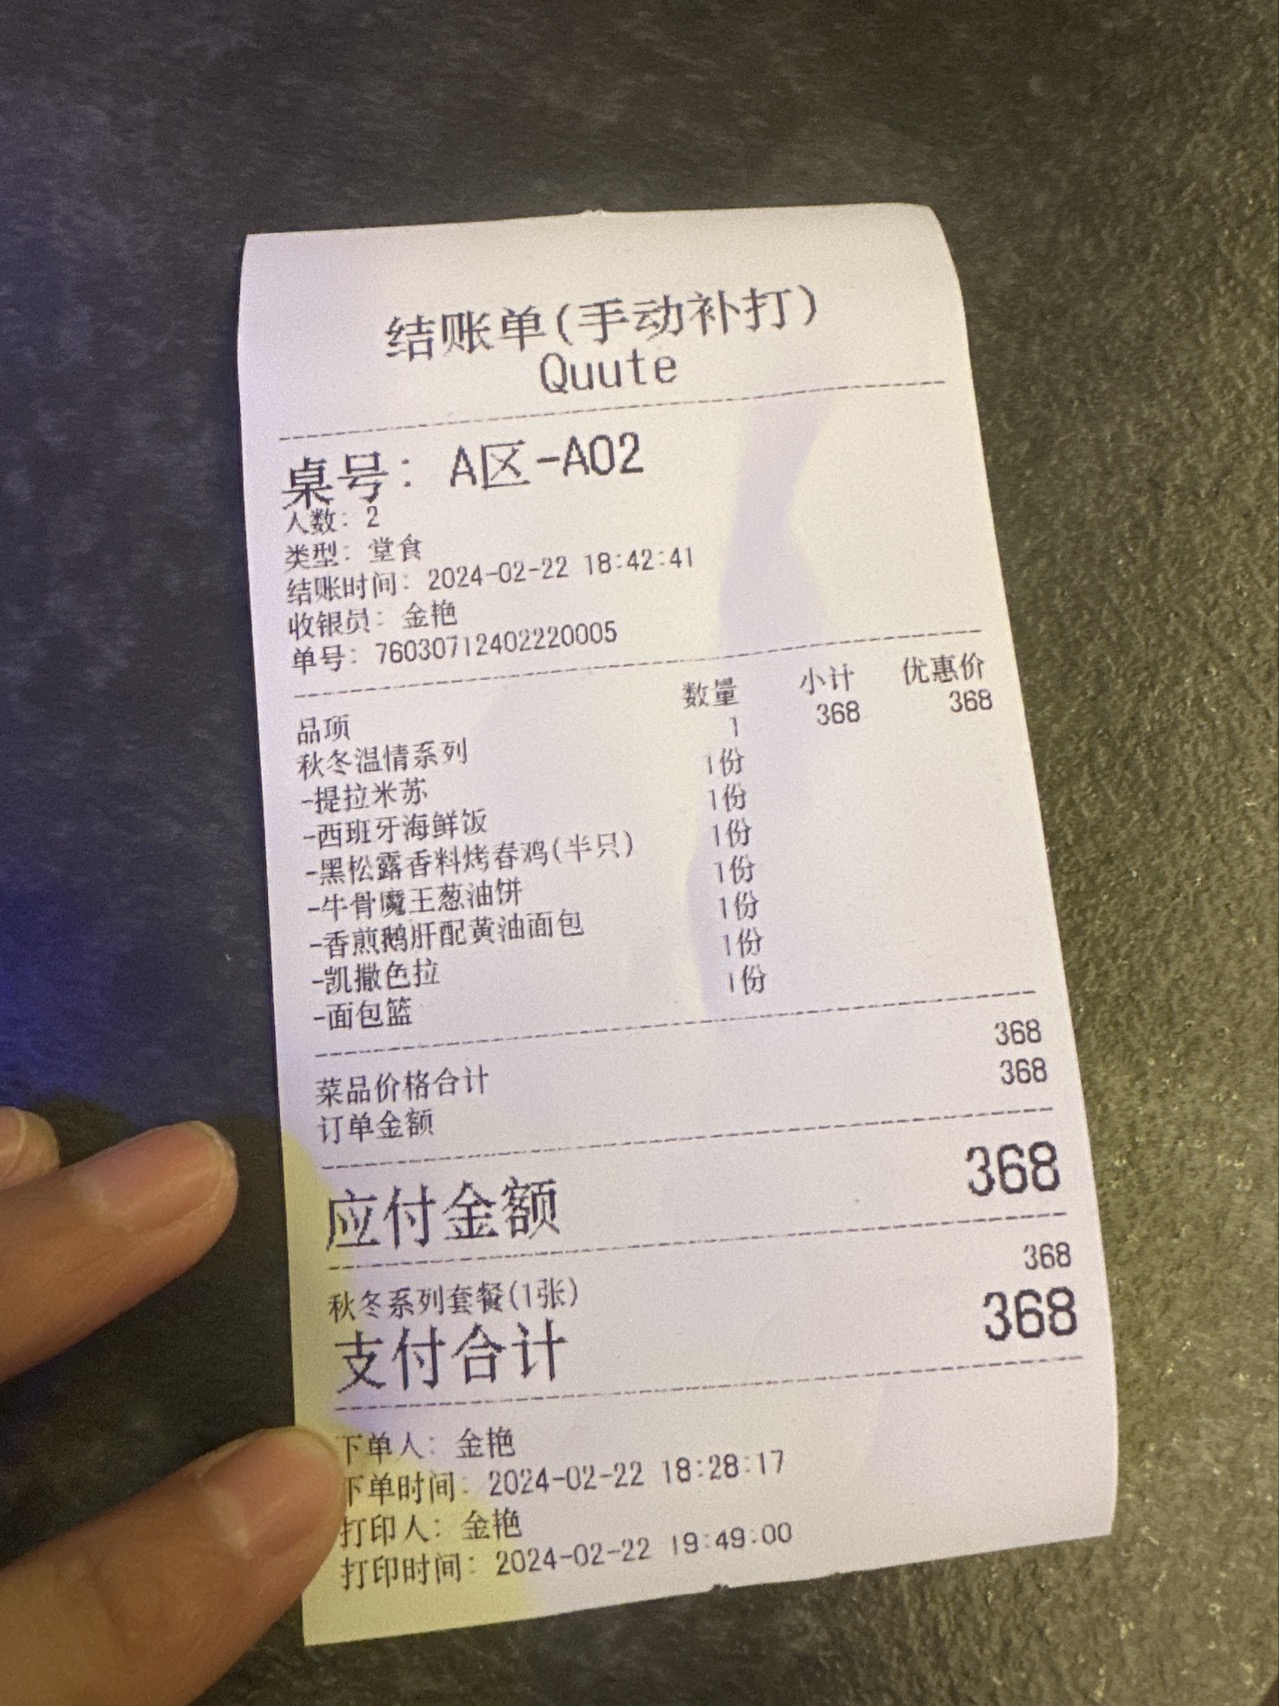 结账单(手动补打)
Quute
桌号: A区-A02
人数: 2
类型: 堂食
结账时间: 2024-02-22 18:42:41
收银员: 金艳
单号: 76030712402220005
品项 数量 小计 优惠价
秋冬温情系列 1 368 368
-提拉米苏 1份
-西班牙海鲜饭 1份
-黑松露香料烤春鸡(半只) 1份
-牛骨魔王葱油饼 1份
-香煎鹅肝配黄油面包 1份
-凯撒色拉 1份
-面包篮 1份
菜品价格合计 368
订单金额 368
应付金额 368
秋冬系列套餐(1张) 368
支付合计 368
下单人: 金艳
下单时间: 2024-02-22 18:28:17
打印人: 金艳
打印时间: 2024-02-22 19:49:00